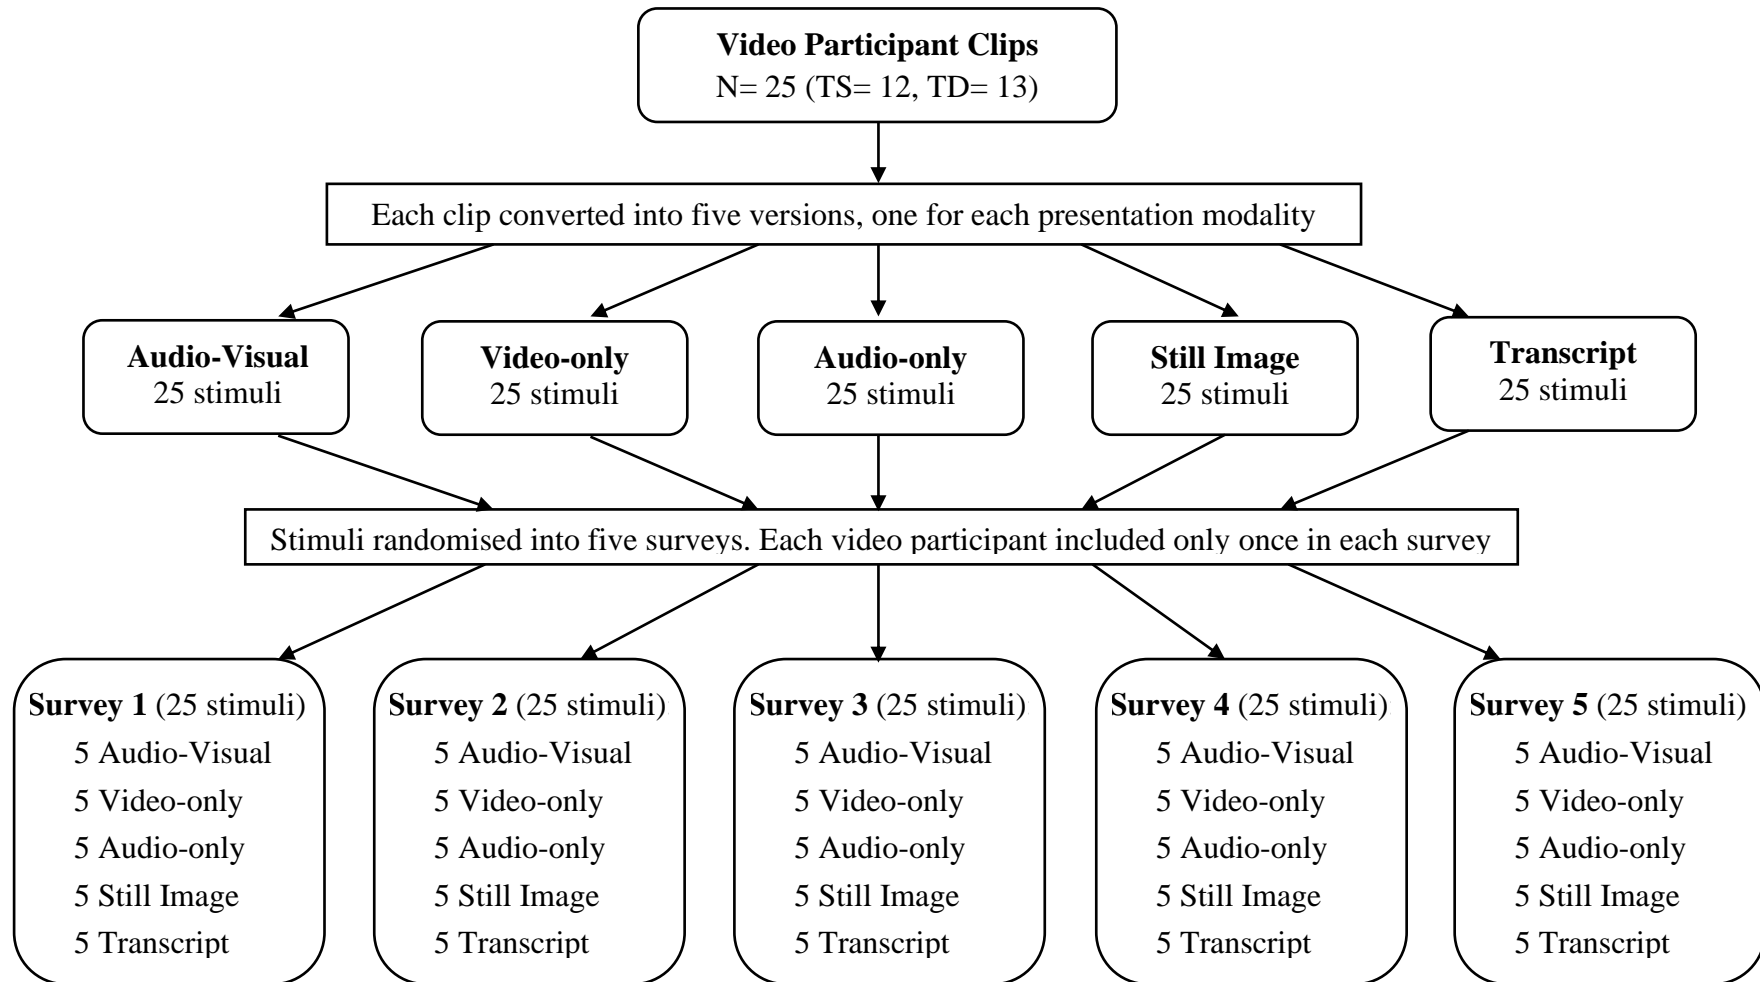 Video Participant Clips
N= 25 (TS= 12, TD= 13)
Each clip converted into five versions, one for each presentation modality
Audio-Visual
25 stimuli
Video-only
25 stimuli
Audio-only
25 stimuli
Still Image
25 stimuli
Transcript
25 stimuli
Stimuli randomised into five surveys. Each video participant included only once in each survey
Survey 1 (25 stimuli)
5 Audio-Visual
5 Video-only
5 Audio-only
5 Still Image
5 Transcript
Survey 2 (25 stimuli)
5 Audio-Visual
5 Video-only
5 Audio-only
5 Still Image
5 Transcript
Survey 3 (25 stimuli)
5 Audio-Visual
5 Video-only
5 Audio-only
5 Still Image
5 Transcript
Survey 4 (25 stimuli)
5 Audio-Visual
5 Video-only
5 Audio-only
5 Still Image
5 Transcript
Survey 5 (25 stimuli)
5 Audio-Visual
5 Video-only
5 Audio-only
5 Still Image
5 Transcript